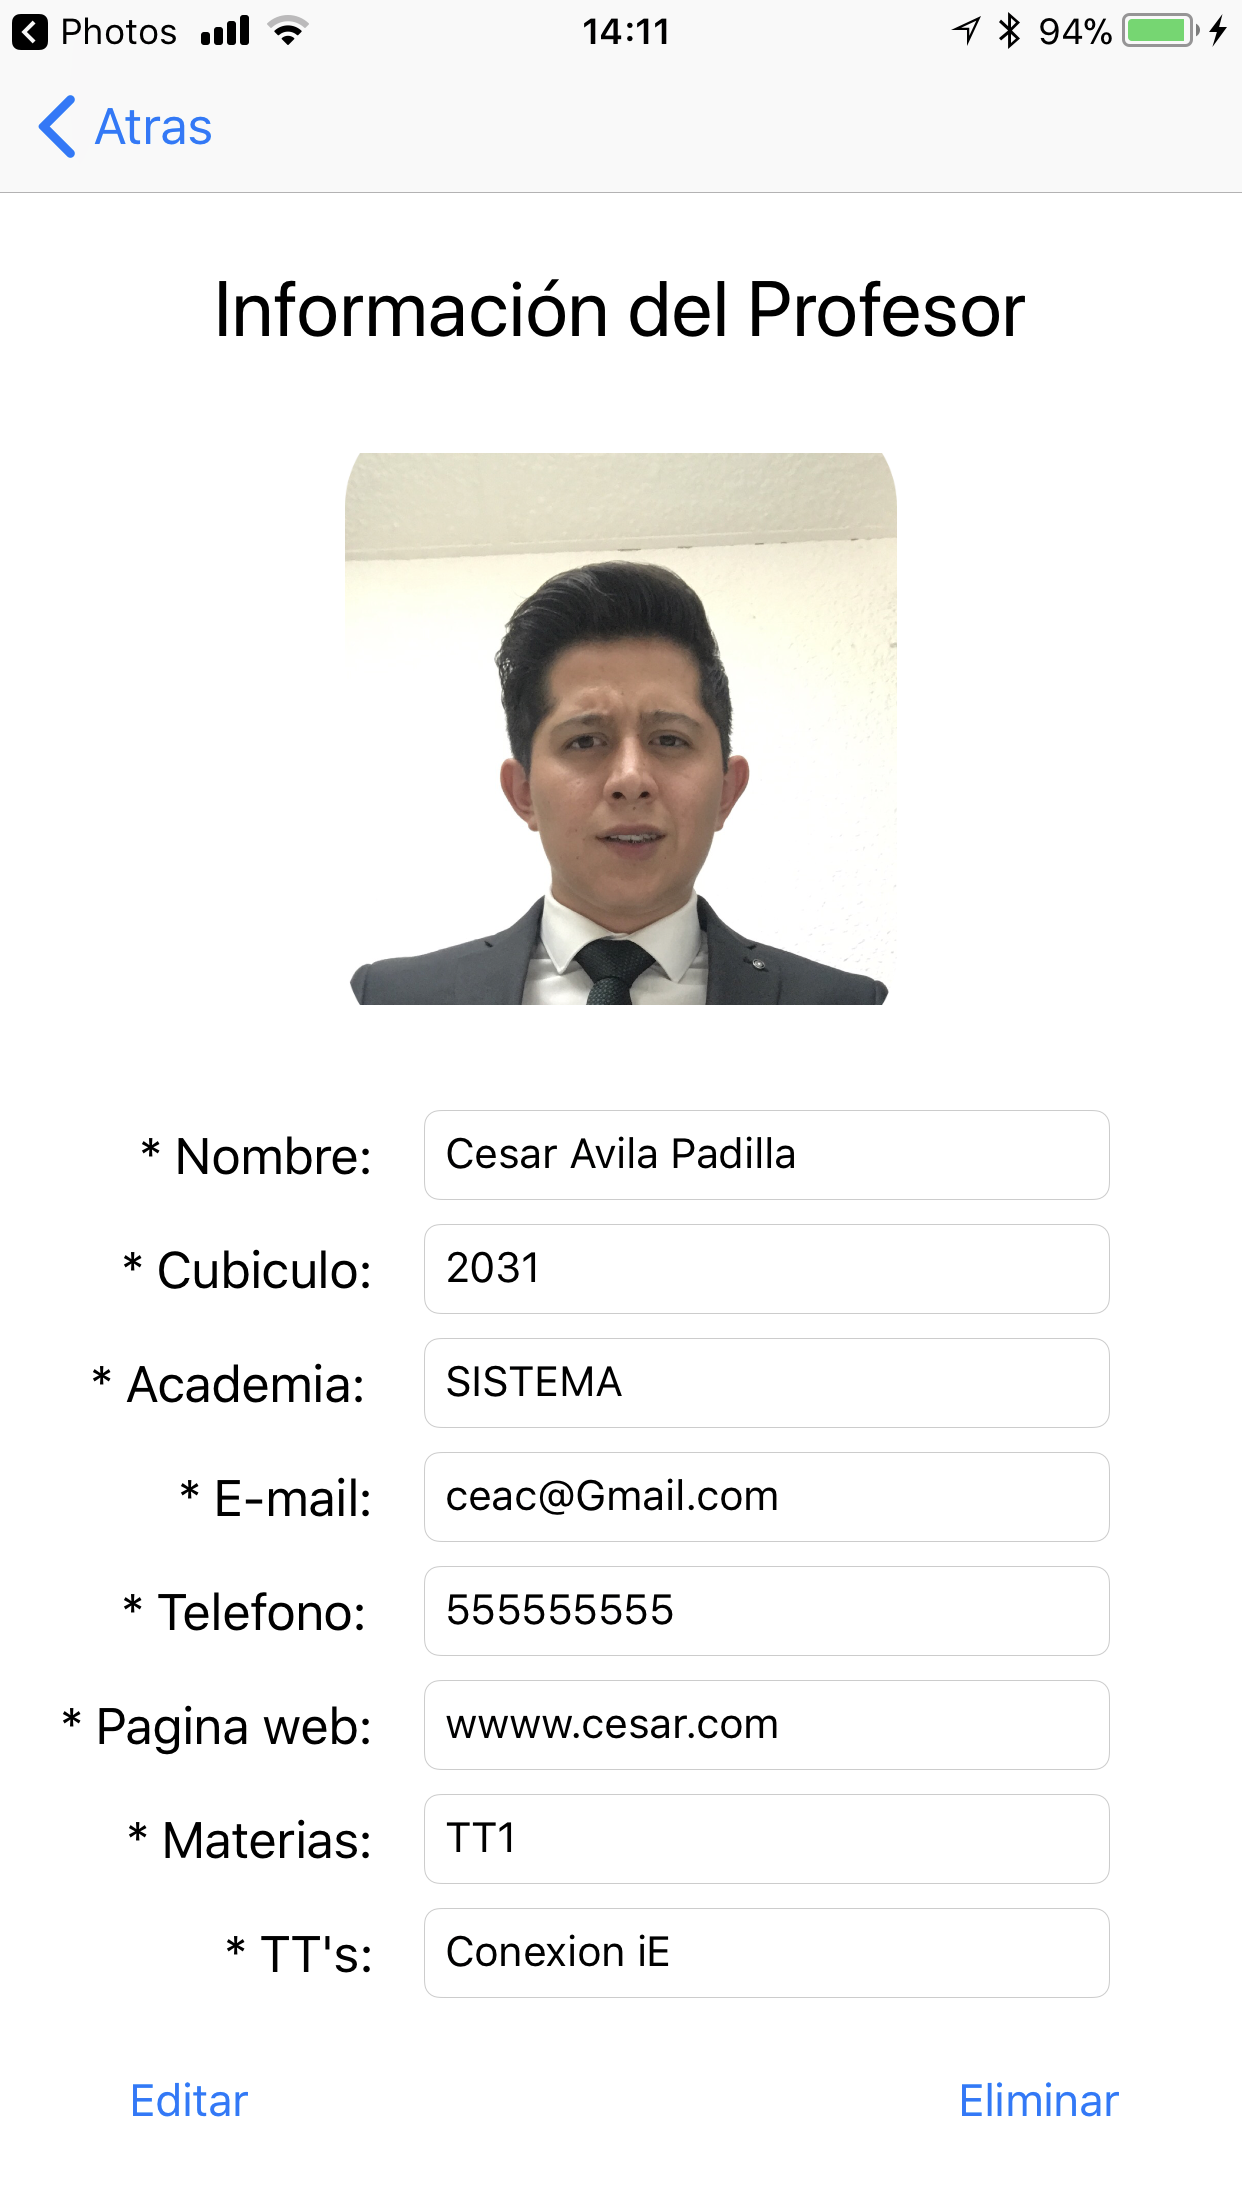 Photos 14:11 94%
Atras
Información del Profesor
* Nombre: Cesar Avila Padilla
* Cubiculo: 2031
* Academia: SISTEMA
* E-mail: ceac@Gmail.com
* Telefono: 555555555
* Pagina web: wwww.cesar.com
* Materias: TT1
* TT's: Conexion iE
Editar Eliminar